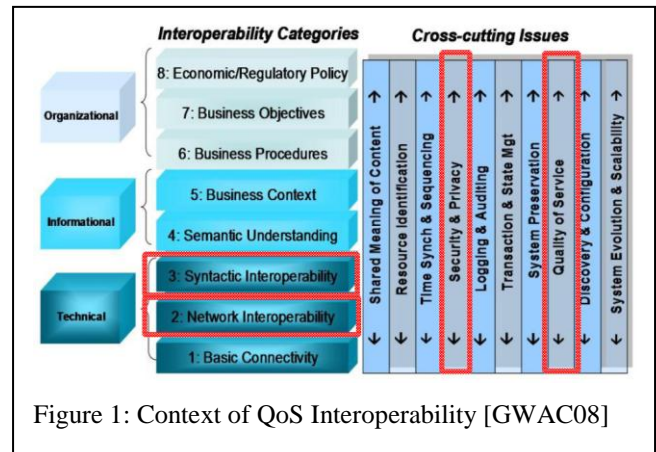 Interoperability Categories
Cross-cutting Issues
Organizational
8: Economic/Regulatory Policy
7: Business Objectives
6: Business Procedures
Informational
5: Business Context
4: Semantic Understanding
Technical
3: Syntactic Interoperability
2: Network Interoperability
1: Basic Connectivity
Shared Meaning of Content
Resource Identification
Time Synch & Sequencing
Security & Privacy
Logging & Auditing
Transaction & State Mgt
System Preservation
Quality of Service
Discovery & Configuration
System Evolution & Scalability
Figure 1: Context of QoS Interoperability [GWAC08]